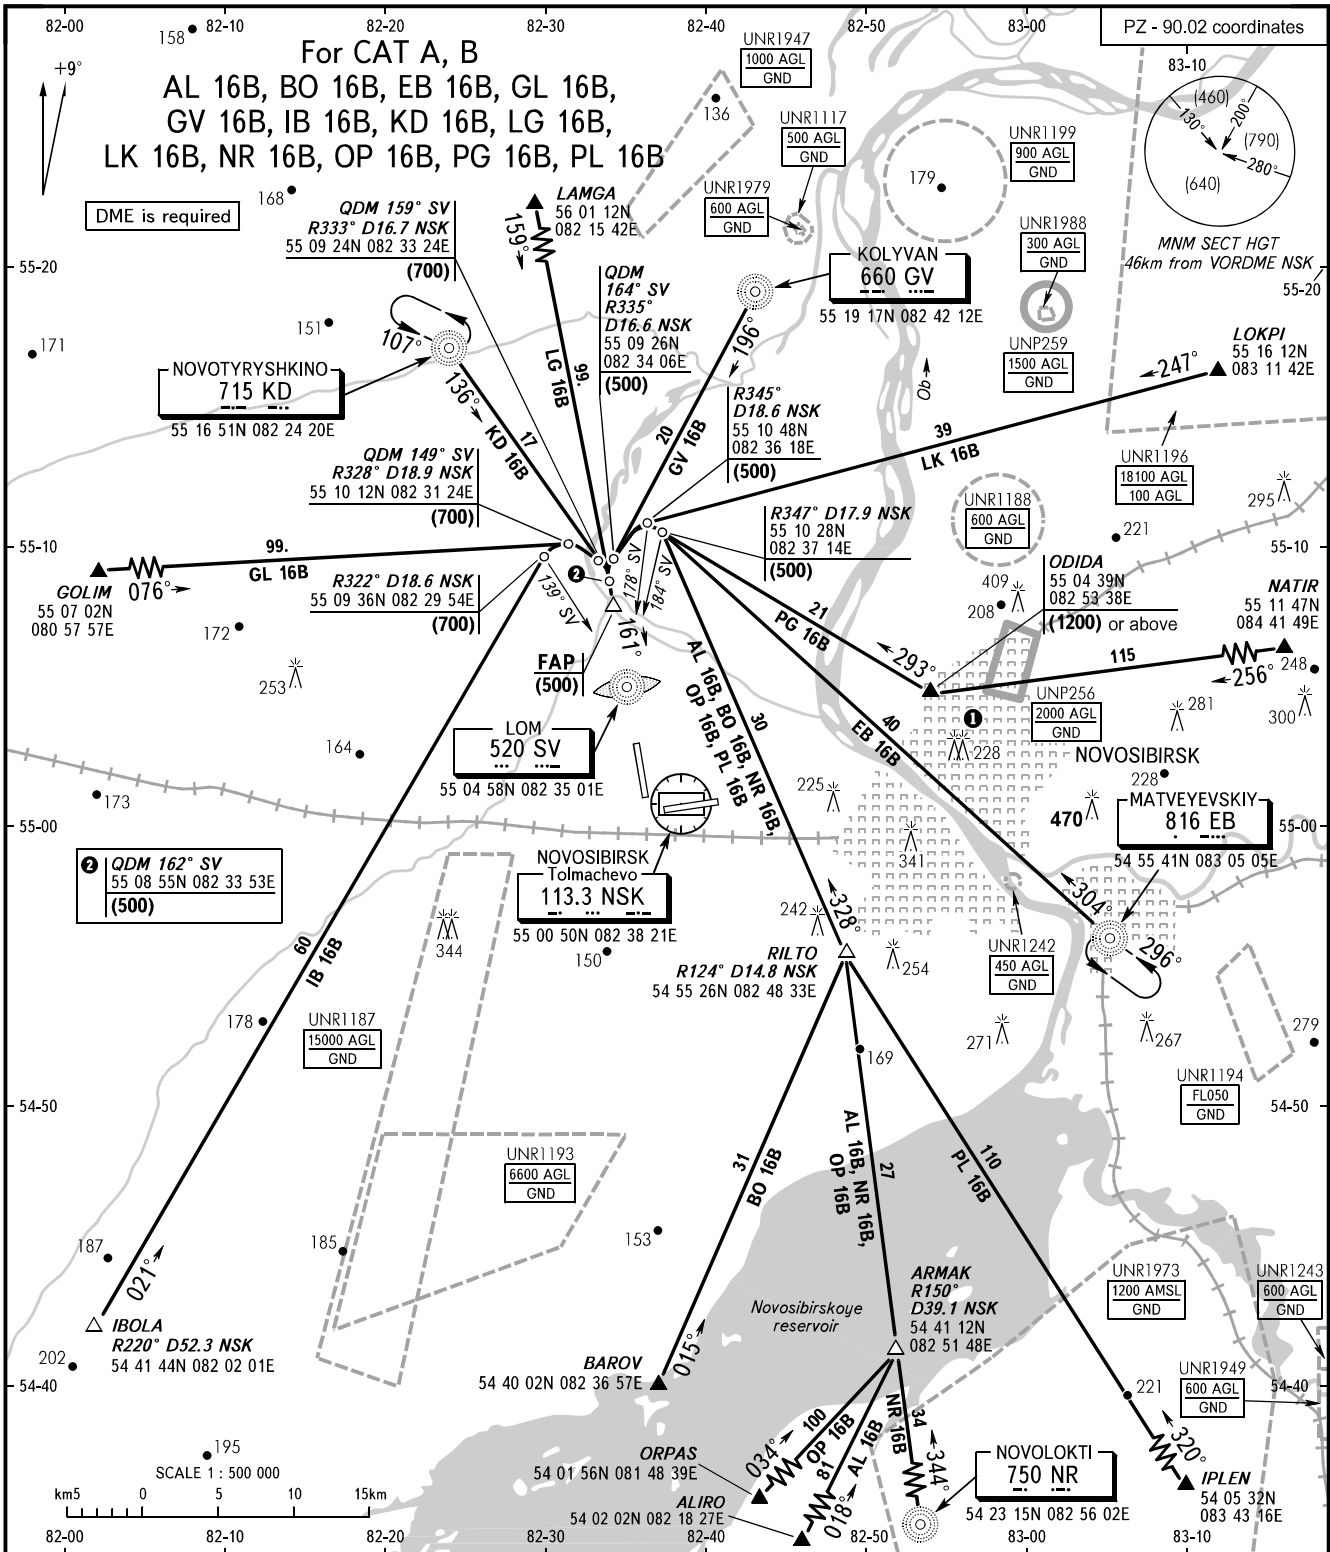 82-00
82-10
82-20
82-30
82-40
82-50
83-00
PZ - 90.02 coordinates
83-10
158
+9°
For CAT A, B
AL 16B, BO 16B, EB 16B, GL 16B,
GV 16B, IB 16B, KD 16B, LG 16B,
LK 16B, NR 16B, OP 16B, PG 16B, PL 16B
DME is required
UNR1947
1000 AGL
GND
136
UNR1117
500 AGL
GND
UNR1979
600 AGL
GND
179
UNR1199
900 AGL
GND
UNR1988
300 AGL
GND
UNP259
1500 AGL
GND
(460)
130°
200°
(790)
280°
(640)
MNM SECT HGT
46km from VORDME NSK
55-20
55-20
168
QDM 159° SV
R333° D16.7 NSK
55 09 24N 082 33 24E
(700)
LAMGA
56 01 12N
082 15 42E
159°
99.
LG 16B
QDM
164° SV
R335°
D16.6 NSK
55 09 26N
082 34 06E
(500)
KOLYVAN
660 GV
55 19 17N 082 42 12E
196°
20
GV 16B
Ob
LOKPI
55 16 12N
083 11 42E
247°
39
LK 16B
151
171
107°
NOVOTYRYSHKINO
715 KD
55 16 51N 082 24 20E
136°
17
KD 16B
R345°
D18.6 NSK
55 10 48N
082 36 18E
(500)
QDM 149° SV
R328° D18.9 NSK
55 10 12N 082 31 24E
(700)
UNR1196
18100 AGL
100 AGL
295
221
UNR1188
600 AGL
GND
R347° D17.9 NSK
55 10 28N
082 37 14E
(500)
55-10
55-10
99.
GL 16B
076°
GOLIM
55 07 02N
080 57 57E
R322° D18.6 NSK
55 09 36N 082 29 54E
(700)
2
139° SV
178° SV
184° SV
161°
ODIDA
55 04 39N
082 53 38E
(1200) or above
409
208
NATIR
55 11 47N
084 41 49E
21
PG 16B
293°
115
256°
248
172
253
FAP
(500)
UNP256
2000 AGL
GND
281
300
1
228
164
LOM
520 SV
55 04 58N 082 35 01E
30
AL 16B, BO 16B, NR 16B,
OP 16B, PL 16B
40
EB 16B
NOVOSIBIRSK
228
225
173
MATVEYEVSKIY
816 EB
55 41N 083 05 05E
54 55 41N 083 05 05E
470
55-00
55-00
341
2
QDM 162° SV
55 08 55N 082 33 53E
(500)
NOVOSIBIRSK
Tolmachevo
113.3 NSK
55 00 50N 082 38 21E
242
328°
304°
296°
344
150
RILTO
R124° D14.8 NSK
54 55 26N 082 48 33E
254
UNR1242
450 AGL
GND
60
IB 16B
178
UNR1187
15000 AGL
GND
169
271
267
279
UNR1194
FL050
GND
54-50
54-50
UNR1193
6600 AGL
GND
31
BO 16B
AL 16B, NR 16B,
OP 16B
27
110
PL 16B
187
185
153
021°
IBOLA
R220° D52.3 NSK
54 41 44N 082 02 01E
202
Novosibirskoye
reservoir
ARMAK
R150°
D39.1 NSK
54 41 12N
082 51 48E
UNR1973
1200 AMSL
GND
UNR1243
600 AGL
GND
BAROV
54 40 02N 082 36 57E
015°
221
UNR1949
600 AGL
GND
54-40
54-40
195
SCALE 1 : 500 000
km5
0
5
10
15km
ORPAS
54 01 56N 081 48 39E
034°
100
OP 16B
ALIRO
54 02 02N 082 18 27E
018°
81
AL 16B
34
NR 16B
344°
NOVOLOKTI
750 NR
54 23 15N 082 56 02E
320°
IPLEN
54 05 32N
083 43 16E
82-00
82-10
82-20
82-30
82-40
82-50
83-00
83-10